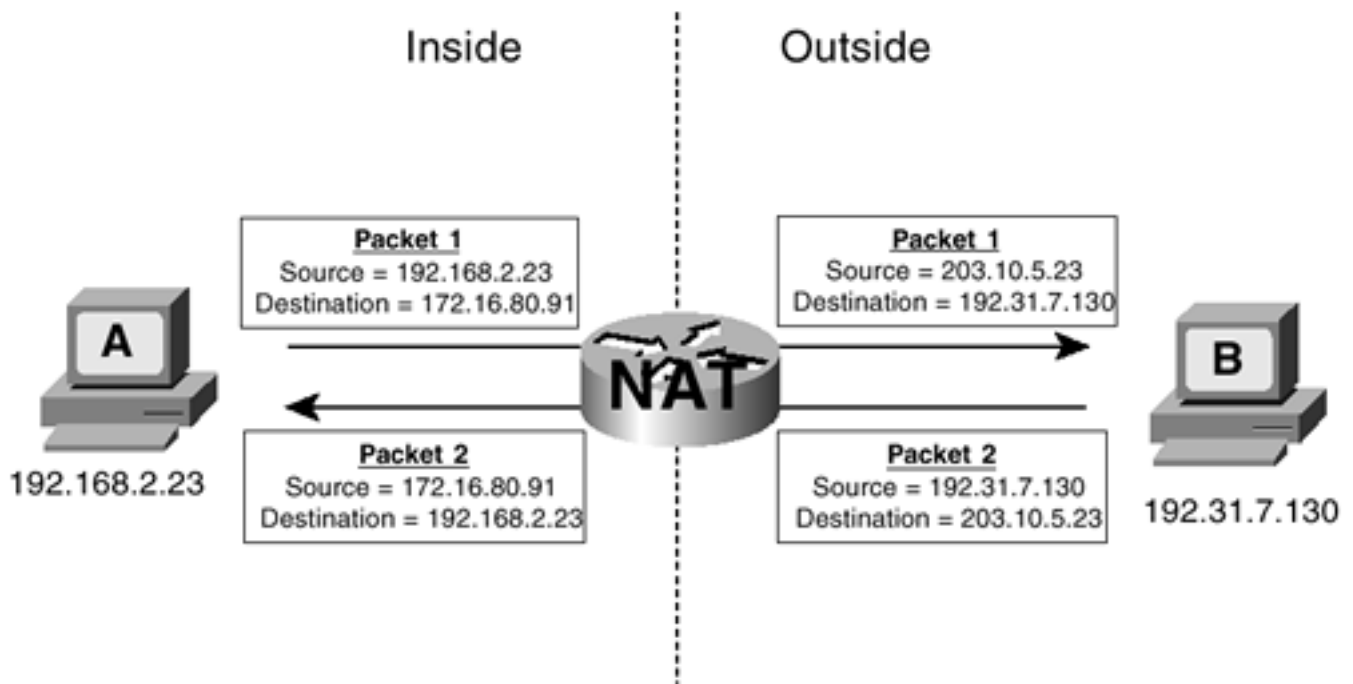 Inside
Outside
Packet 1
Source = 192.168.2.23
Destination = 172.16.80.91
Packet 1
Source = 203.10.5.23
Destination = 192.31.7.130
A
NAT
B
Packet 2
Source = 172.16.80.91
Destination = 192.168.2.23
Packet 2
Source = 192.31.7.130
Destination = 203.10.5.23
192.168.2.23
192.31.7.130